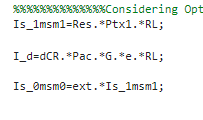 %%%%%%%%%%%%%%Considering Opt
Is_1msm1=Res.*Ptx1.*RL;
I_d=dCR.*Pac.*G.*e.*RL;
Is_0msm0=ext.*Is_1msm1;